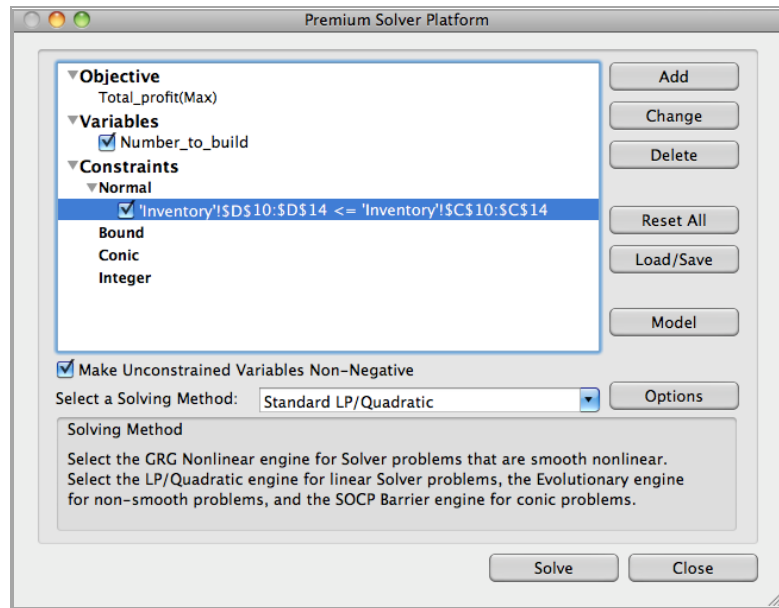 Premium Solver Platform
Objective
Total_profit(Max)
Variables
Number_to_build
Constraints
Normal
'Inventory'!$D$10:$D$14 <= 'Inventory'!$C$10:$C$14
Bound
Conic
Integer
Add
Change
Delete
Reset All
Load/Save
Model
Make Unconstrained Variables Non-Negative
Select a Solving Method: Standard LP/Quadratic
Options
Solving Method
Select the GRG Nonlinear engine for Solver problems that are smooth nonlinear.
Select the LP/Quadratic engine for linear Solver problems, the Evolutionary engine
for non-smooth problems, and the SOCP Barrier engine for conic problems.
Solve Close